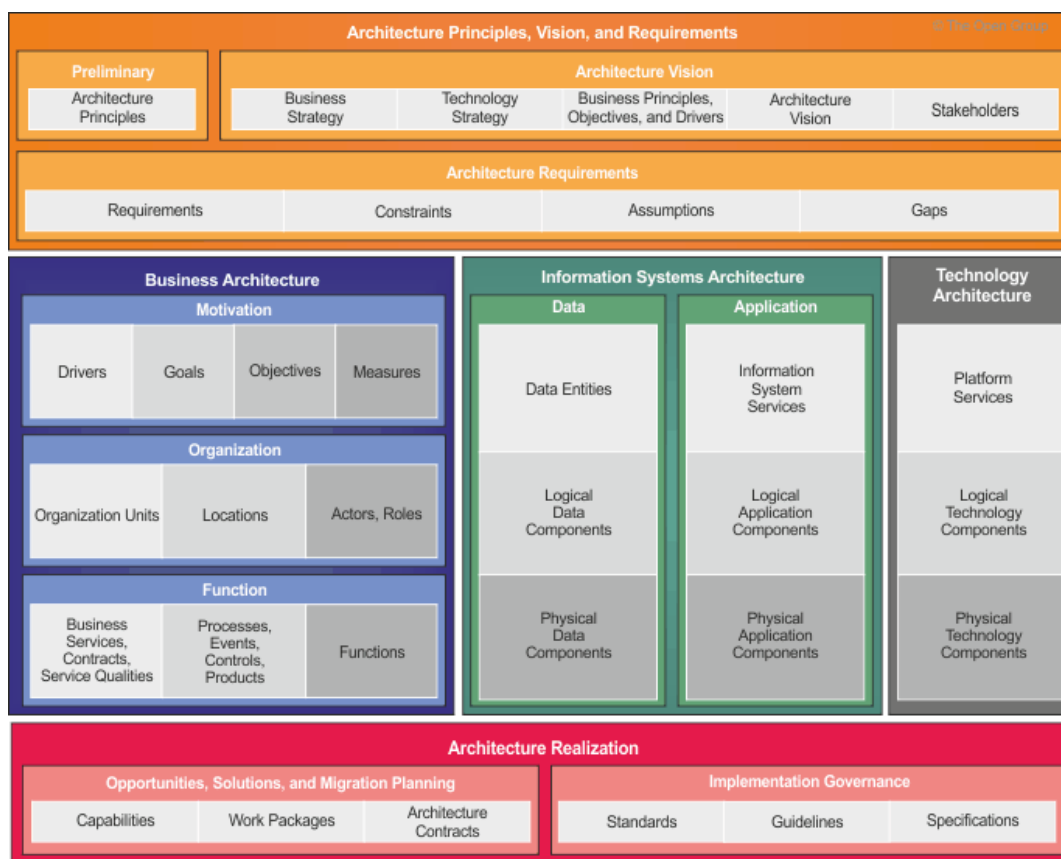 © The Open Group
Architecture Principles, Vision, and Requirements
Preliminary
Architecture
Principles
Architecture Vision
Business
Strategy
Technology
Strategy
Business Principles,
Objectives, and Drivers
Architecture
Vision
Stakeholders
Architecture Requirements
Requirements
Constraints
Assumptions
Gaps
Business Architecture
Motivation
Drivers
Goals
Objectives
Measures
Organization
Organization Units
Locations
Actors, Roles
Function
Business
Services,
Contracts,
Service Qualities
Processes,
Events,
Controls,
Products
Functions
Information Systems Architecture
Data
Data Entities
Logical
Data
Components
Physical
Data
Components
Application
Information
System
Services
Logical
Application
Components
Physical
Application
Components
Technology
Architecture
Platform
Services
Logical
Technology
Components
Physical
Technology
Components
Architecture Realization
Opportunities, Solutions, and Migration Planning
Capabilities
Work Packages
Architecture
Contracts
Implementation Governance
Standards
Guidelines
Specifications